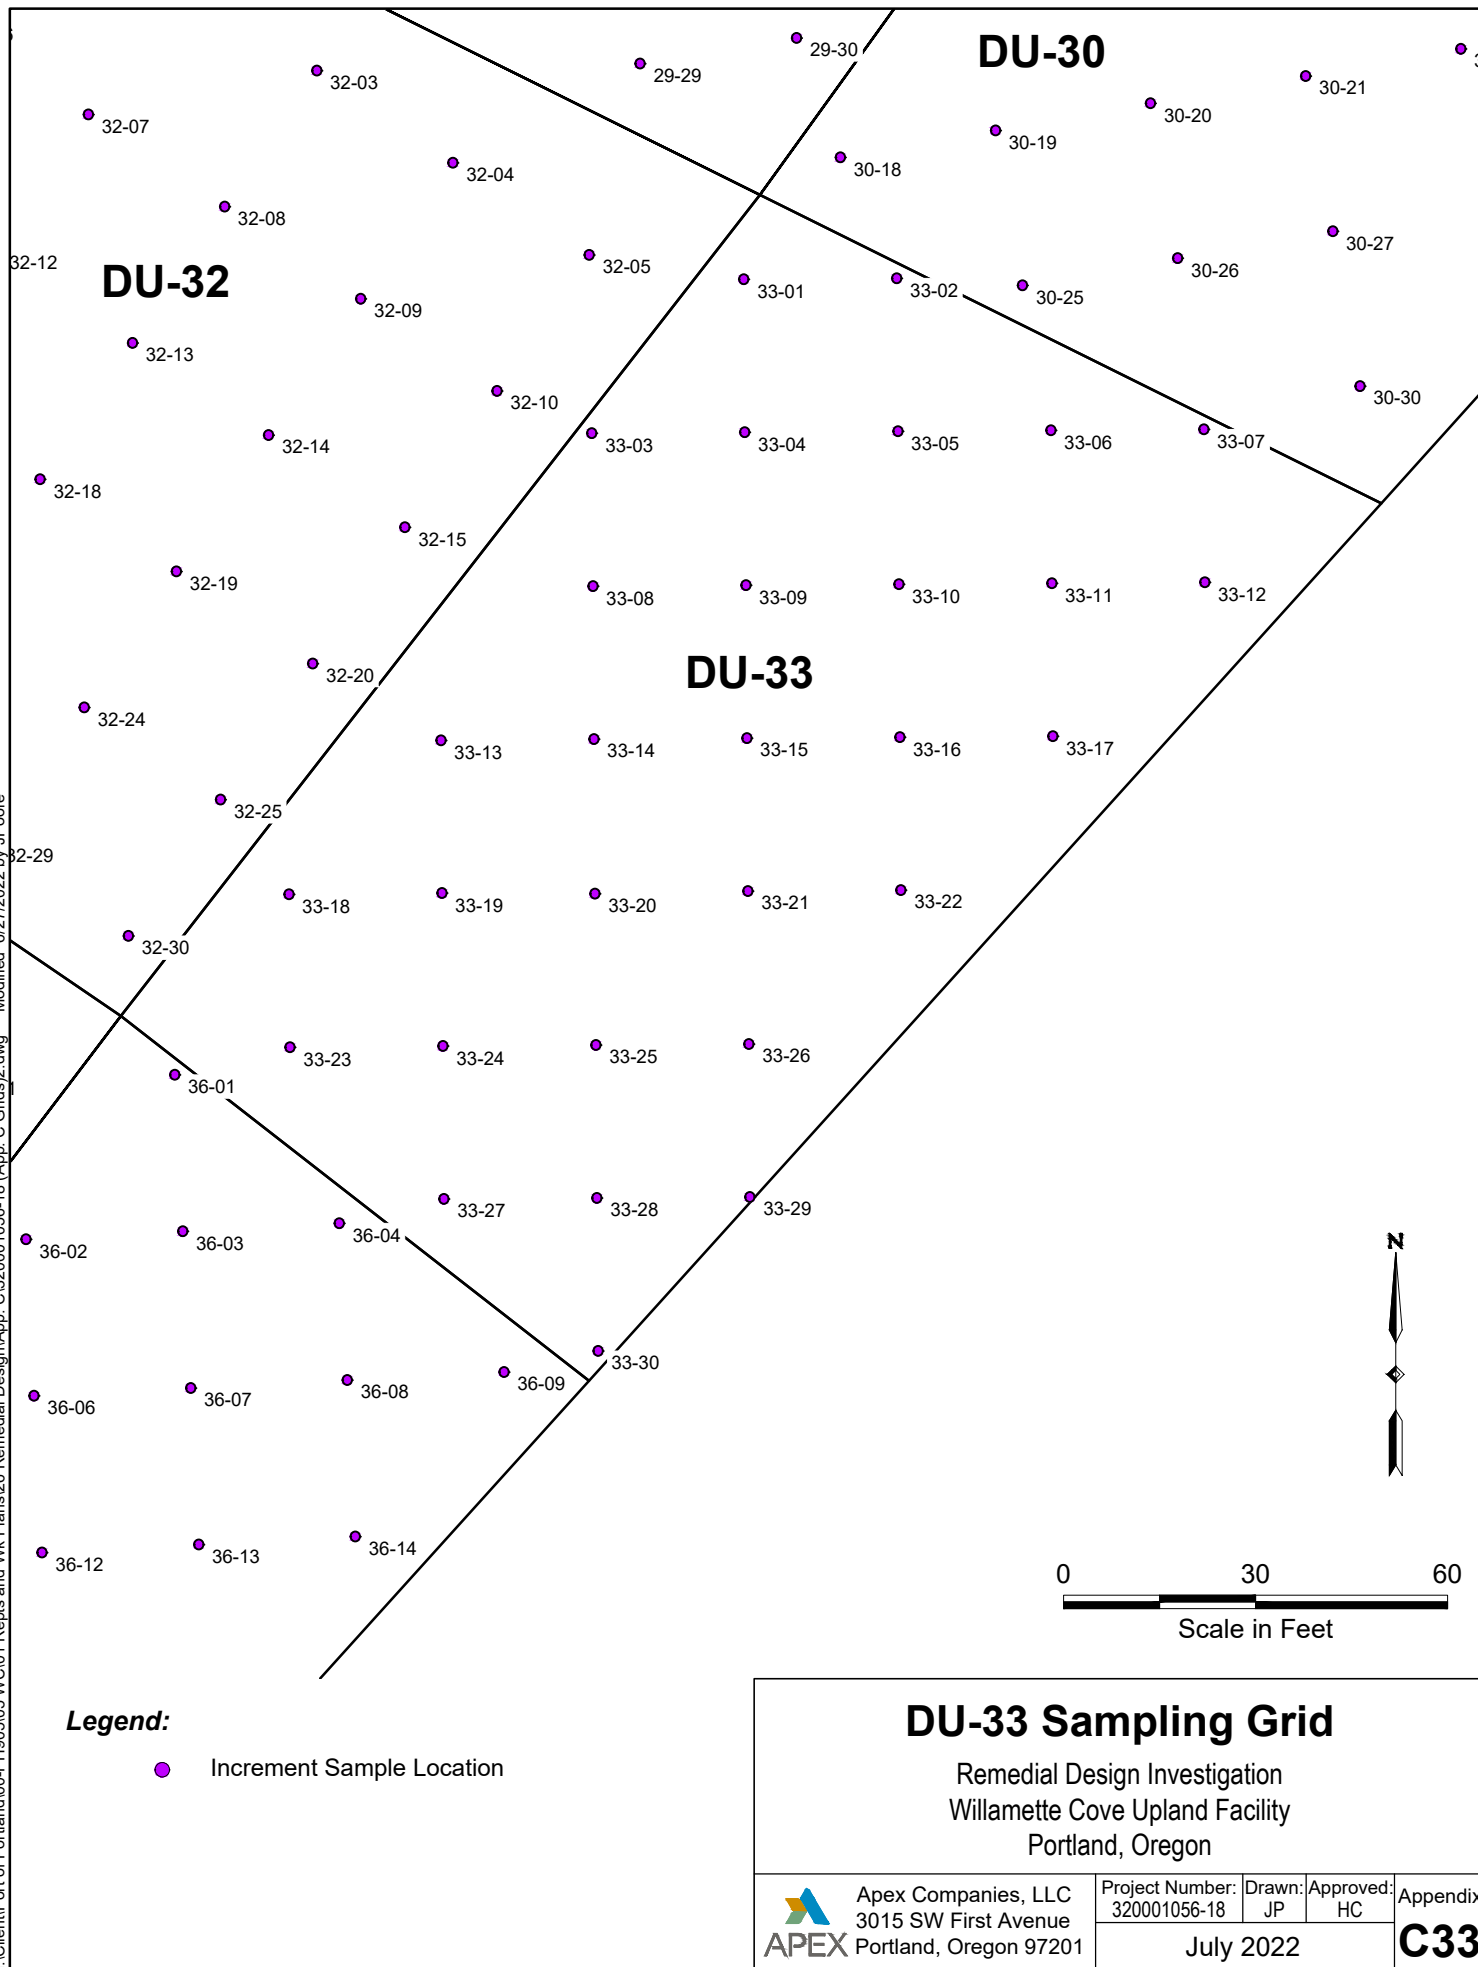 DU-30
29-30
29-29
30-21
30-20
30-19
30-18
32-03
32-07
32-04
32-08
32-12
DU-32
32-05
32-09
33-01
33-02
30-25
30-26
30-27
32-13
32-10
30-30
32-14
33-03
33-04
33-05
33-06
33-07
32-18
32-15
32-19
33-08
33-09
33-10
33-11
33-12
DU-33
32-20
32-24
33-13
33-14
33-15
33-16
33-17
32-25
32-29
33-18
33-19
33-20
33-21
33-22
32-30
33-23
33-24
33-25
33-26
36-01
33-27
33-28
33-29
36-02
36-03
36-04
N
33-30
36-06
36-07
36-08
36-09
36-12
36-13
36-14
0 30 60
Scale in Feet
Legend:
Increment Sample Location
DU-33 Sampling Grid
Remedial Design Investigation
Willamette Cove Upland Facility
Portland, Oregon
APEX
Apex Companies, LLC
3015 SW First Avenue
Portland, Oregon 97201
Project Number:
320001056-18
Drawn:
JP
Approved:
HC
July 2022
Appendix
C33